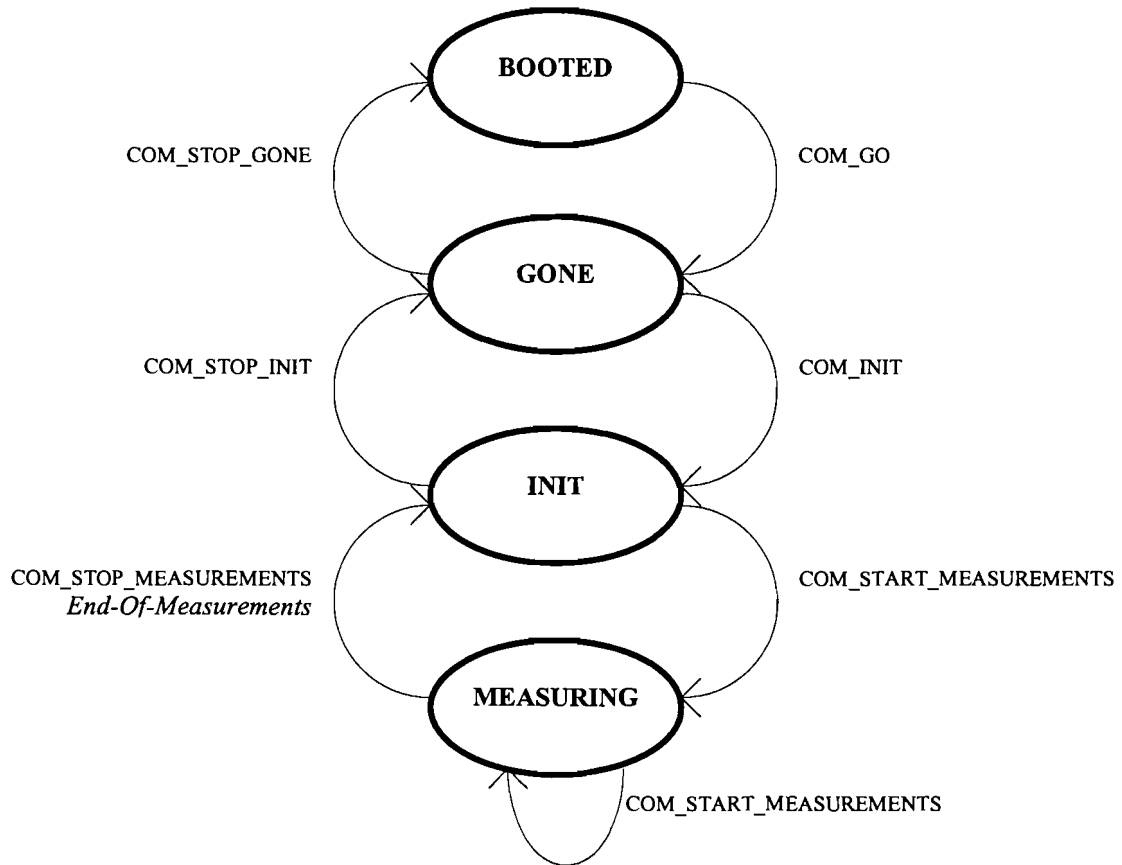 BOOTED
COM_STOP_GONE
COM_GO
GONE
COM_STOP_INIT
COM_INIT
INIT
COM_STOP_MEASUREMENTS
End-Of-Measurements
COM_START_MEASUREMENTS
MEASURING
COM_START_MEASUREMENTS